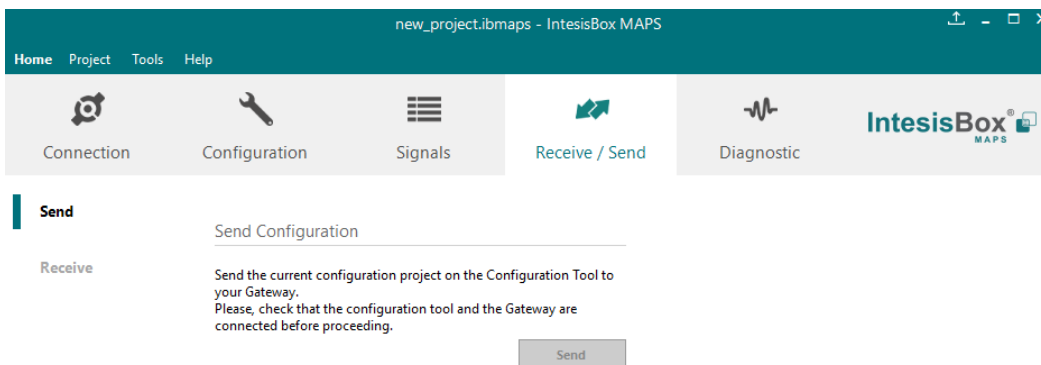 new_project.ibmaps - IntesisBox MAPS
Home Project Tools Help
Connection Configuration Signals Receive / Send Diagnostic
IntesisBox®
MAPS
Send
Send Configuration
Receive
Send the current configuration project on the Configuration Tool to
your Gateway.
Please, check that the configuration tool and the Gateway are
connected before proceeding.
Send